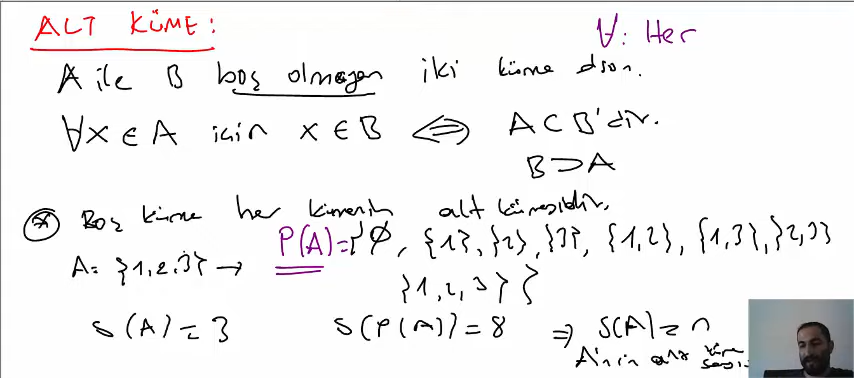 ALT KÜME:
∀: Her
A ile B boş olmayan iki küme olsun.
∀x ∈ A için x ∈ B ⇔ A ⊂ B'dir.
B ⊃ A
* Boş küme her kümenin alt kümesidir.
A = {1,2,3} → P(A) = {∅, {1}, {2}, {3}, {1,2}, {1,3}, {2,3}
{1,2,3}}
s(A) = 3 s(P(A)) = 8 ⇒ s(A) = n
A'nın alt küme